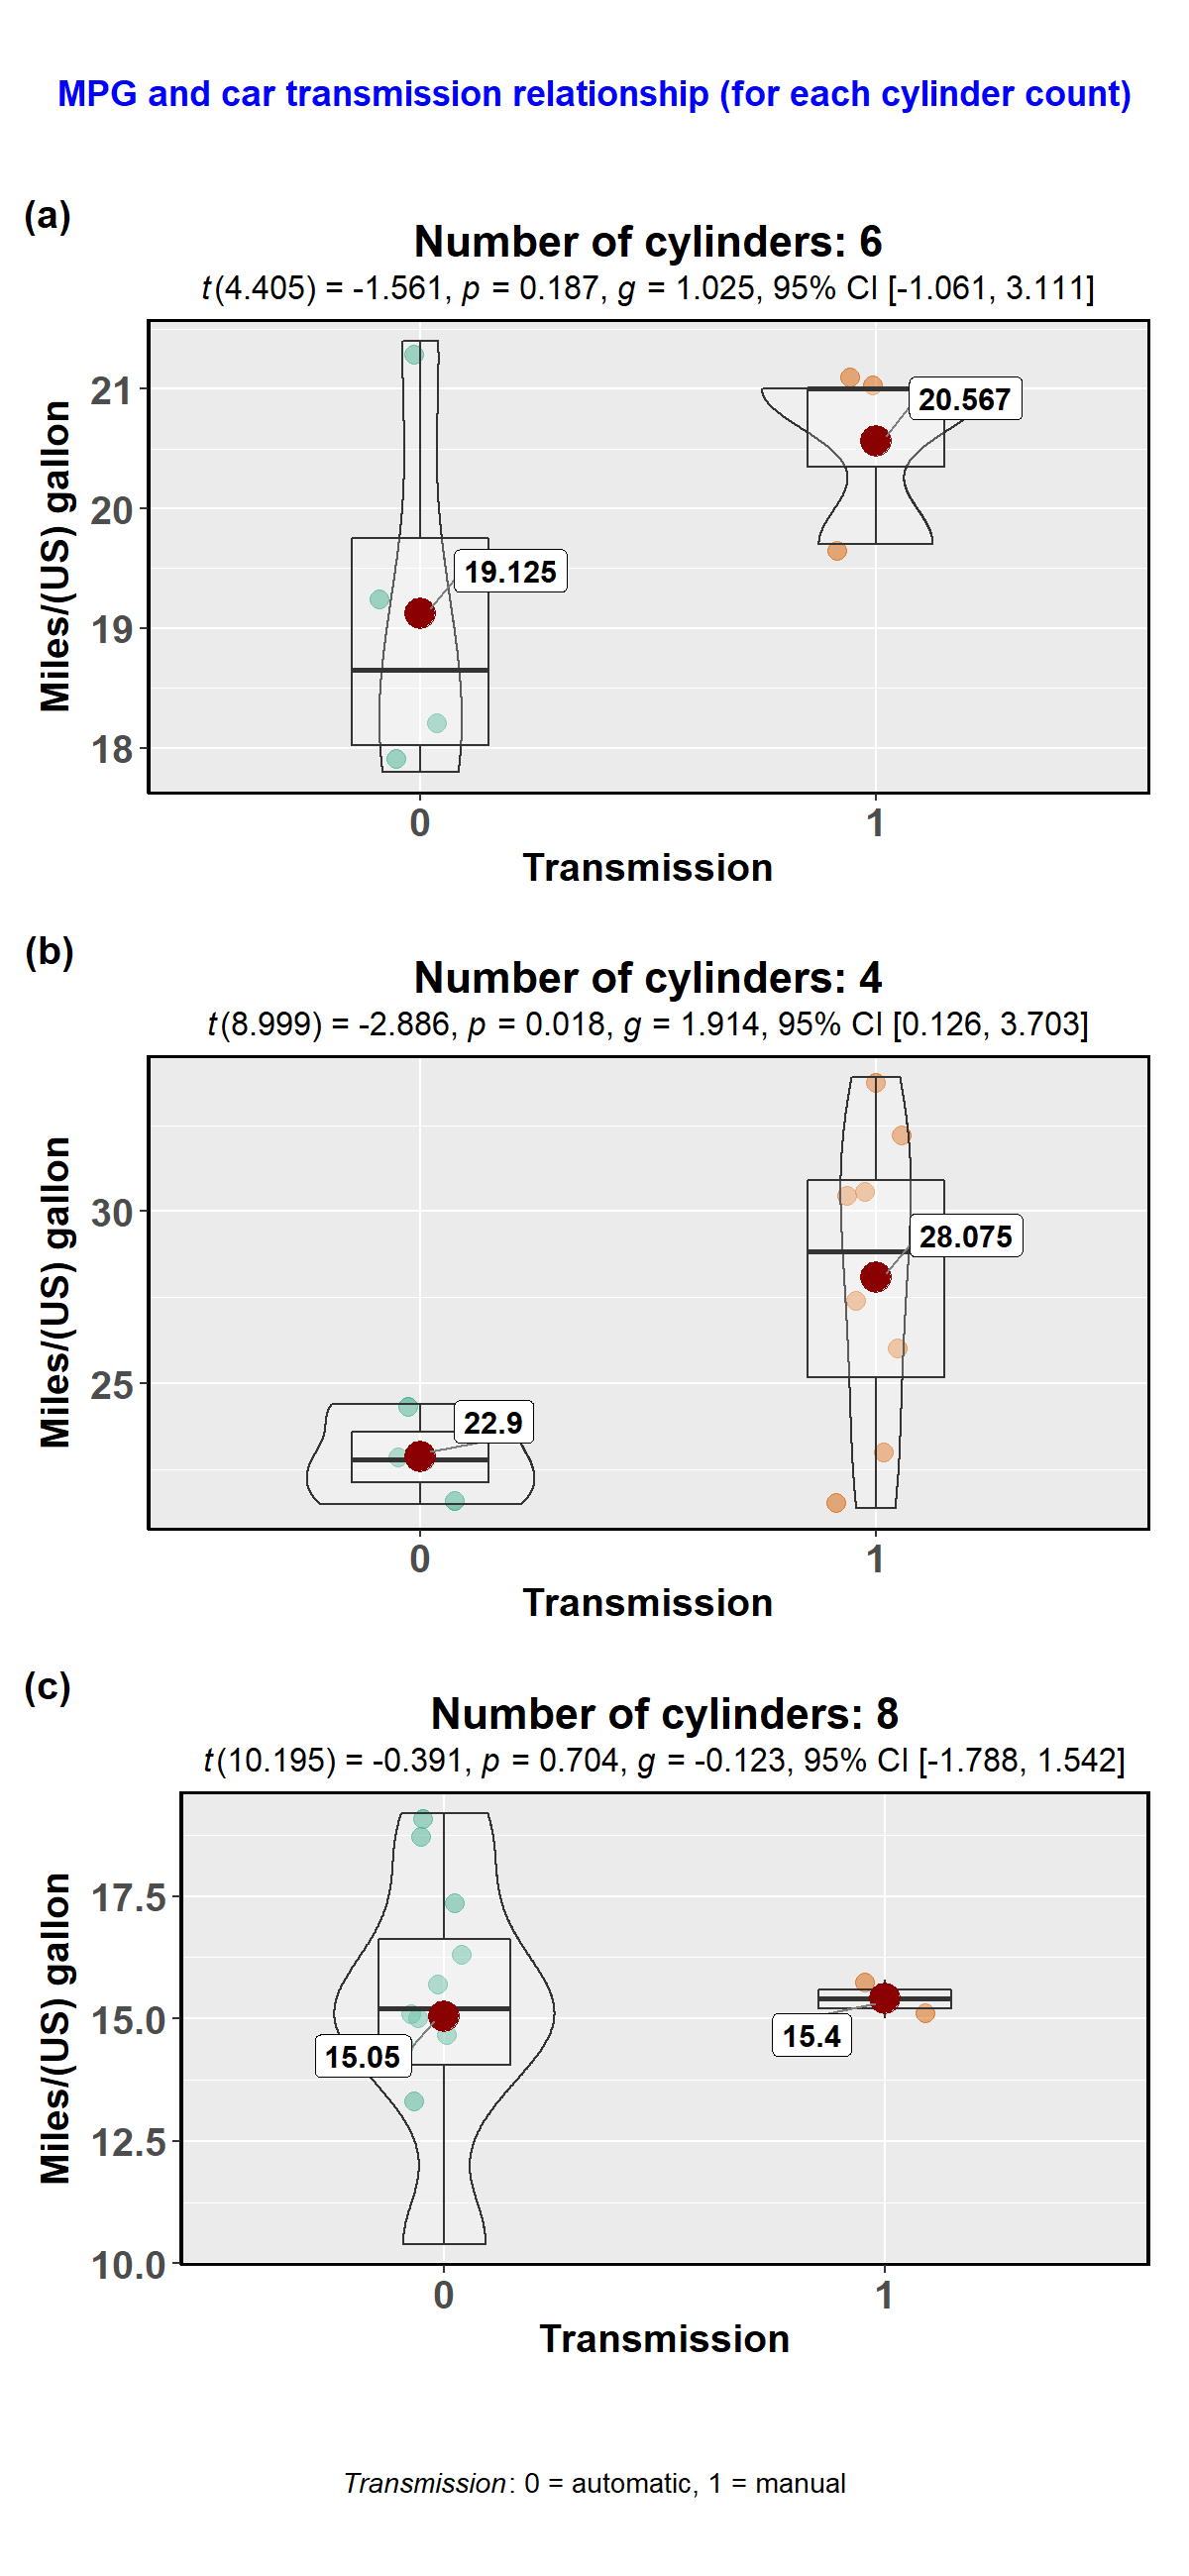 MPG and car transmission relationship (for each cylinder count)
(a)
Number of cylinders: 6
t(4.405) = -1.561, p = 0.187, g = 1.025, 95% CI [-1.061, 3.111]
Miles/(US) gallon
21
20
19
18
20.567
19.125
0 1
Transmission
(b)
Number of cylinders: 4
t(8.999) = -2.886, p = 0.018, g = 1.914, 95% CI [0.126, 3.703]
Miles/(US) gallon
30
25
28.075
22.9
0 1
Transmission
(c)
Number of cylinders: 8
t(10.195) = -0.391, p = 0.704, g = -0.123, 95% CI [-1.788, 1.542]
Miles/(US) gallon
17.5
15.0
12.5
10.0
15.05
15.4
0 1
Transmission
Transmission: 0 = automatic, 1 = manual